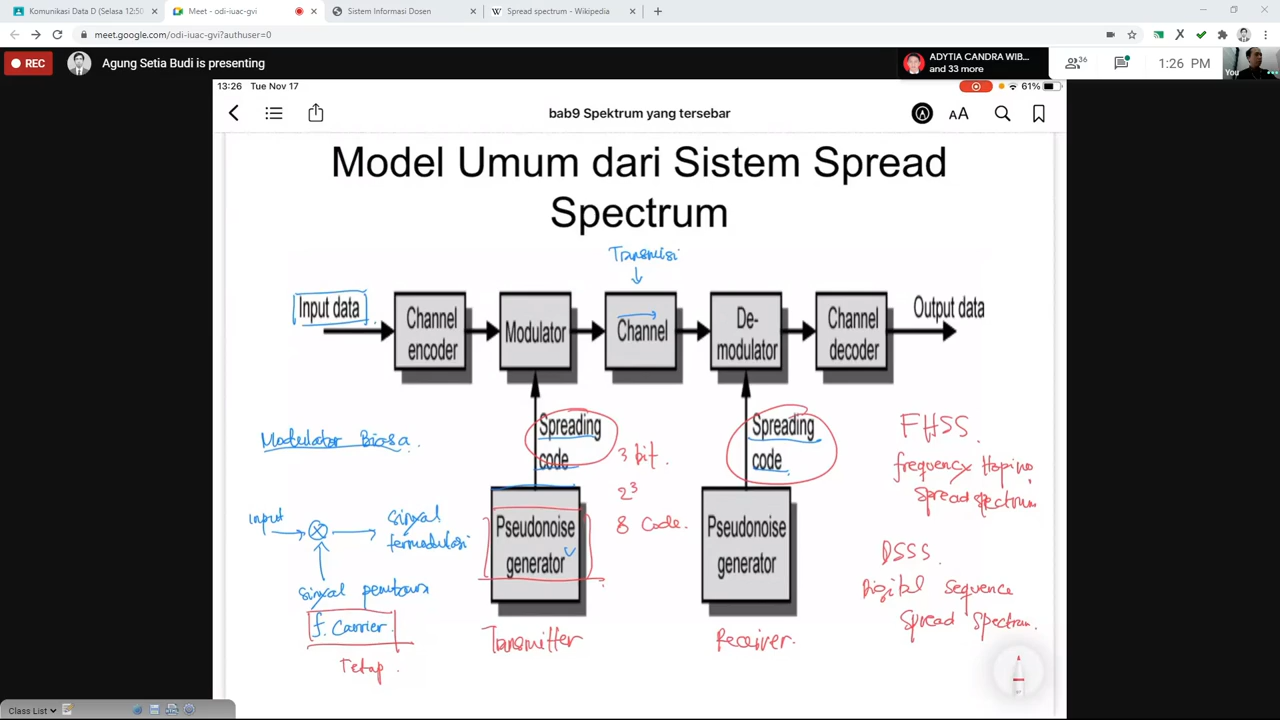 Komunikasi Data D (Selasa 12:50
Meet - odi-iuac-gvi
Sistem Informasi Dosen
Spread spectrum - Wikipedia
meet.google.com/odi-iuac-gvi?authuser=0
REC
Agung Setia Budi is presenting
ADYTIA CANDRA WIB...
and 33 more
36
1:26 PM
You
13:26 Tue Nov 17
61%
bab9 Spektrum yang tersebar
AA
Model Umum dari Sistem Spread
Spectrum
Transmisi
Input data
Channel
encoder
Modulator
Channel
De-
modulator
Channel
decoder
Output data
Spreading
code
Spreading
code
Modulator Biasa
3 bit.
2³
8 Code.
FHSS.
frequency Hoping
Spread spectrum
Input
sinyal
termodulasi
Pseudonoise
generator
Pseudonoise
generator
DSSS.
Digital Sequence
Spread Spectrum.
sinyal
f. Carrier
Tetap.
Transmitter
Receiver.
Class List